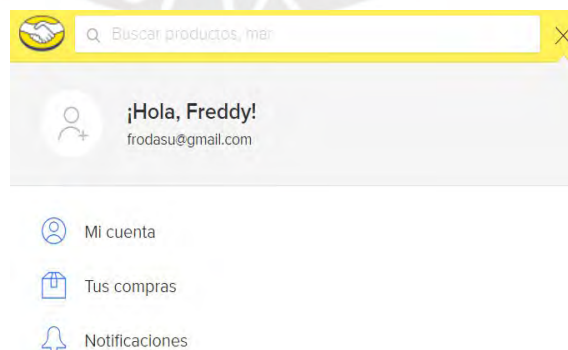 Buscar productos, mar
¡Hola, Freddy!
frodasu@gmail.com
Mi cuenta
Tus compras
Notificaciones